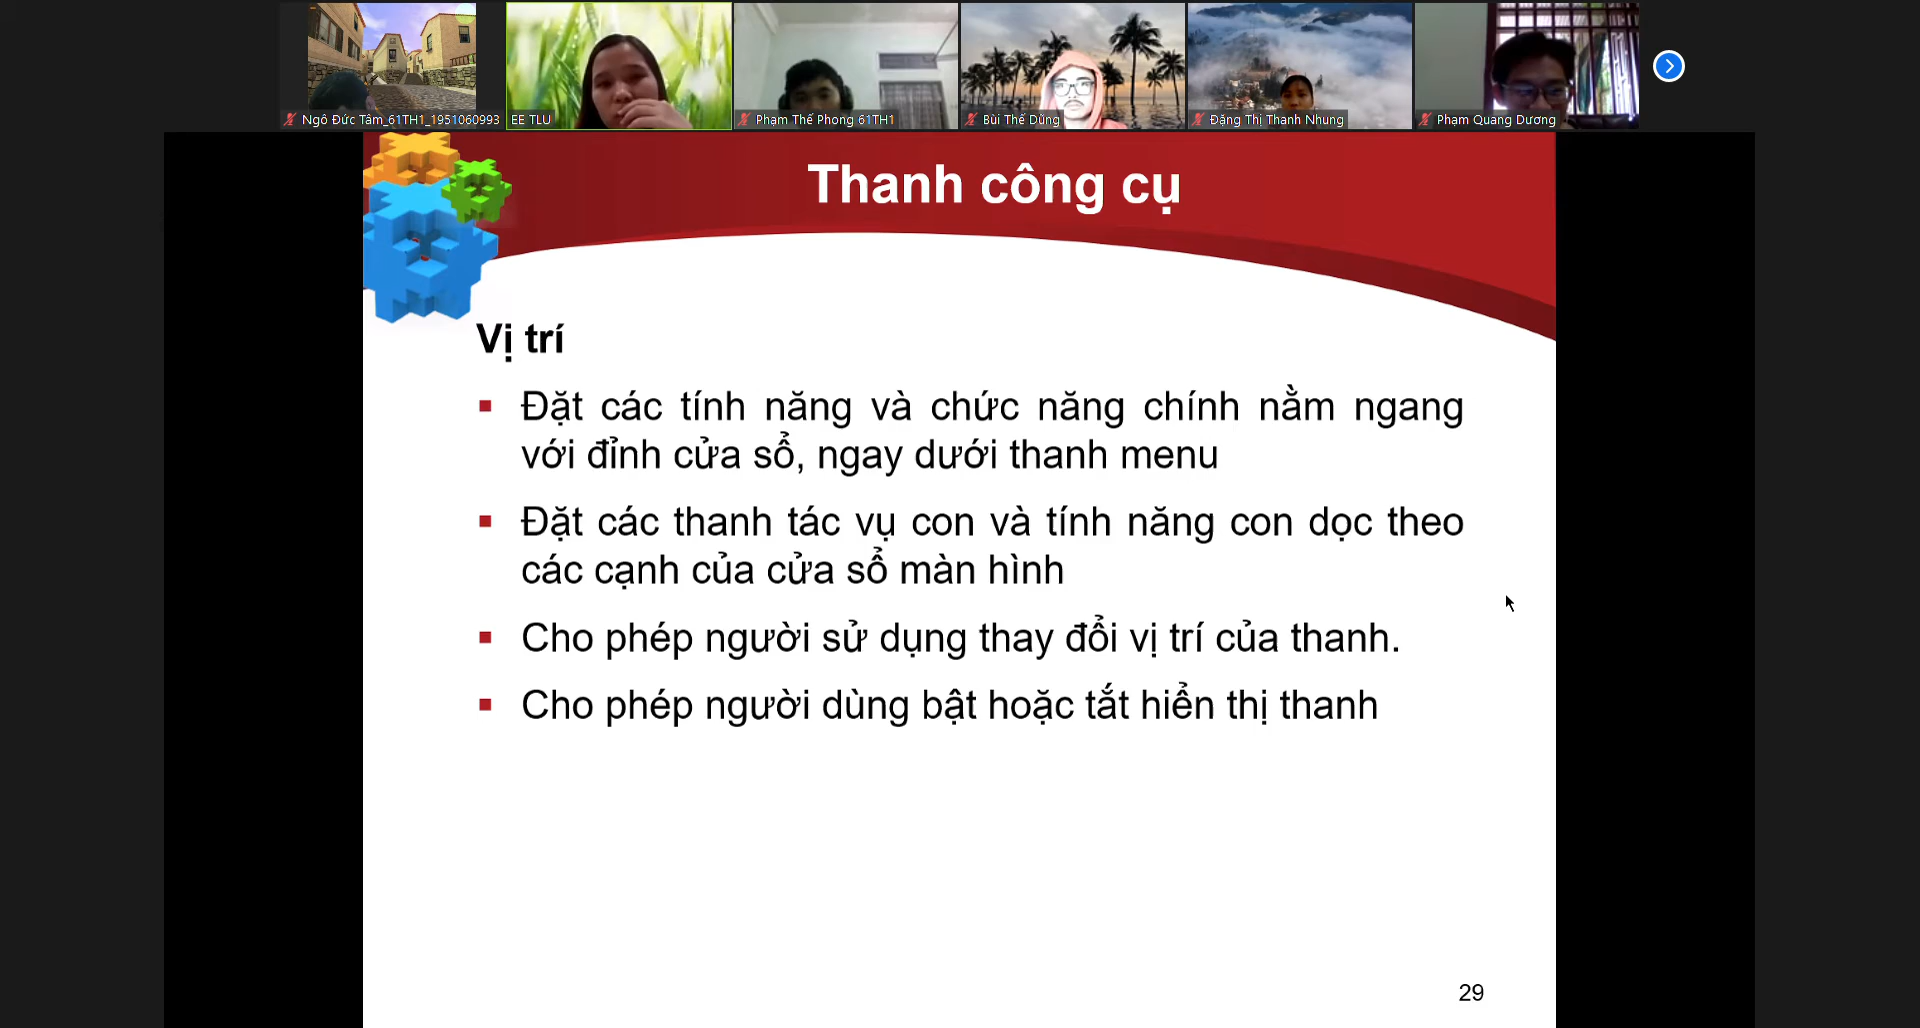 Ngô Đức Tâm_61TH1_1951060993
EE TLU
Phạm Thế Phong 61TH1
Bùi Thế Dũng
Đặng Thị Thanh Nhung
Phạm Quang Dương
Thanh công cụ
Vị trí
Đặt các tính năng và chức năng chính nằm ngang
với đỉnh cửa sổ, ngay dưới thanh menu
Đặt các thanh tác vụ con và tính năng con dọc theo
các cạnh của cửa sổ màn hình
Cho phép người sử dụng thay đổi vị trí của thanh.
Cho phép người dùng bật hoặc tắt hiển thị thanh
29